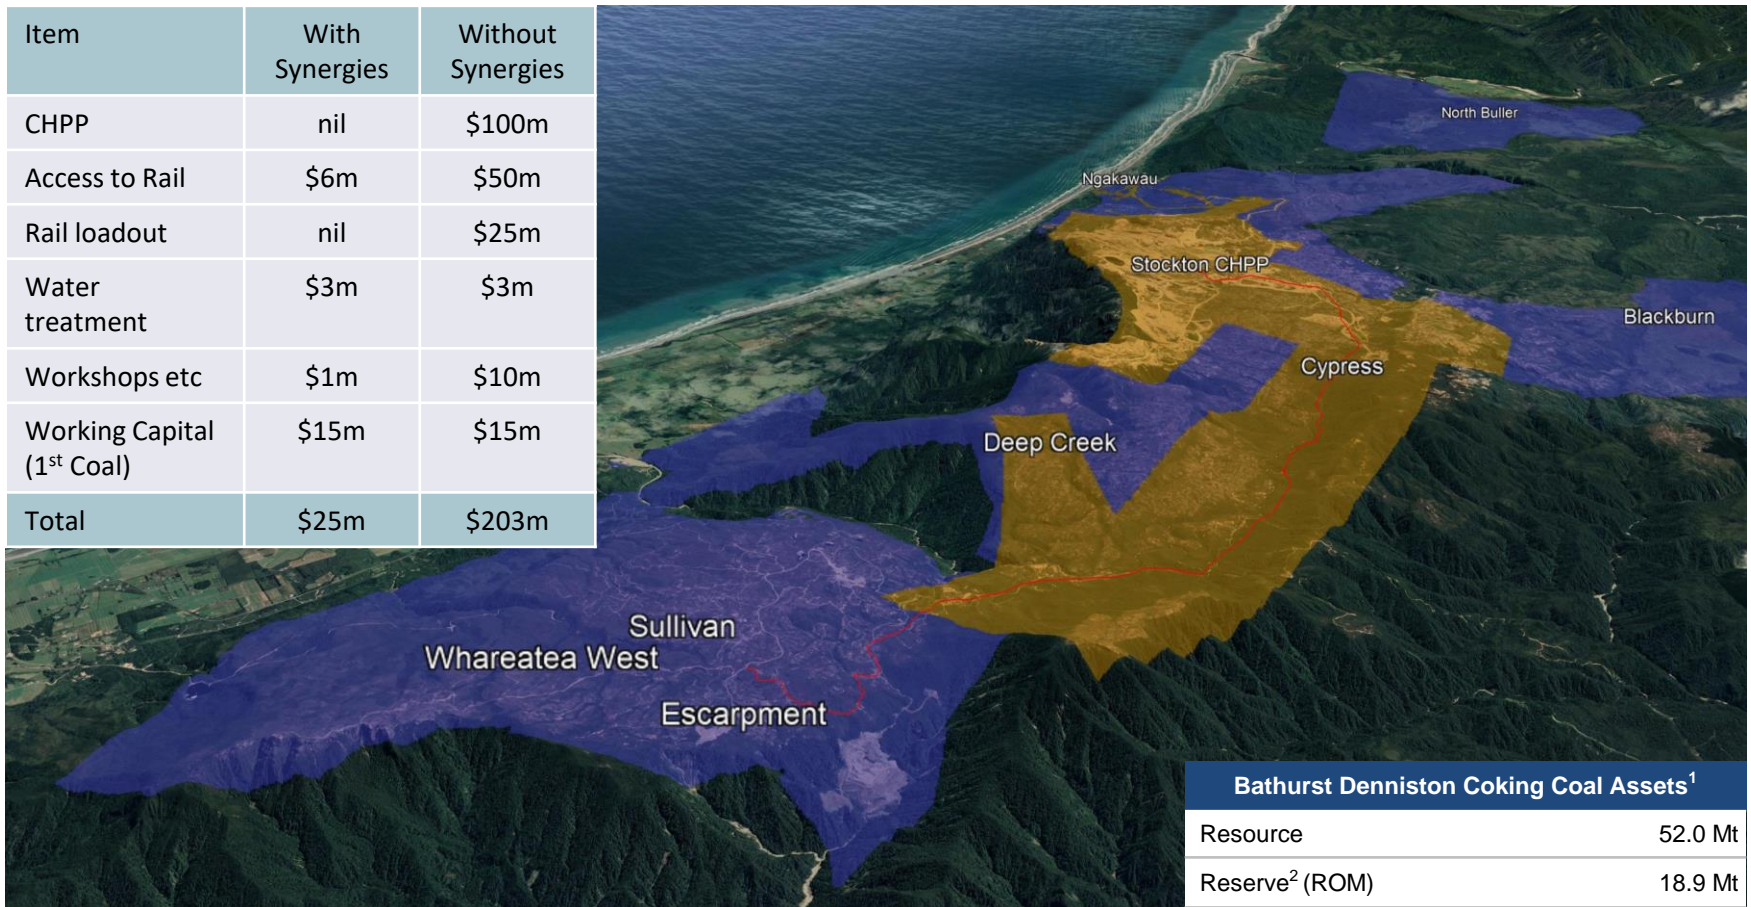 Item With Synergies Without Synergies
CHPP nil $100m
Access to Rail $6m $50m
Rail loadout nil $25m
Water treatment $3m $3m
Workshops etc $1m $10m
Working Capital (1st Coal) $15m $15m
Total $25m $203m
North Buller
Ngakawau
Stockton CHPP
Blackburn
Cypress
Deep Creek
Sullivan
Whareatea West
Escarpment
Bathurst Denniston Coking Coal Assets1
Resource 52.0 Mt
Reserve2 (ROM) 18.9 Mt